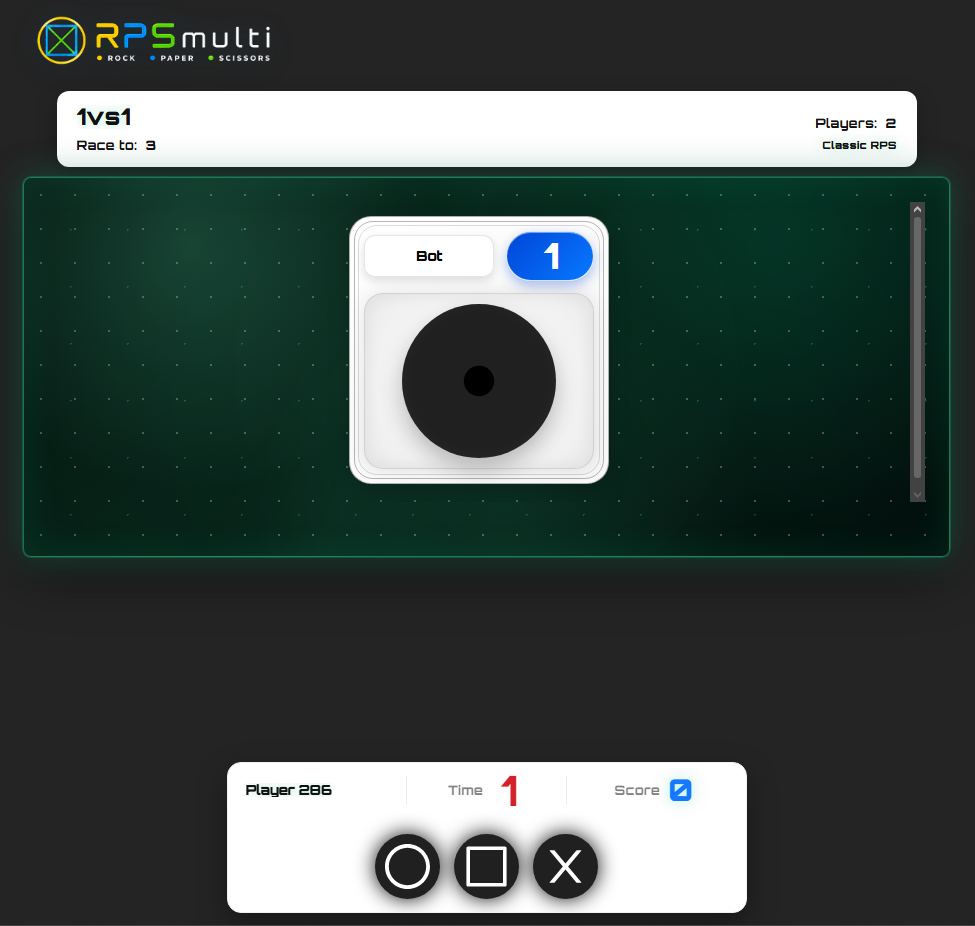 RPSmulti
ROCK PAPER SCISSORS
1vs1
Race to: 3
Players: 2
Classic RPS
Bot
1
Player 286
Time 1
Score 0